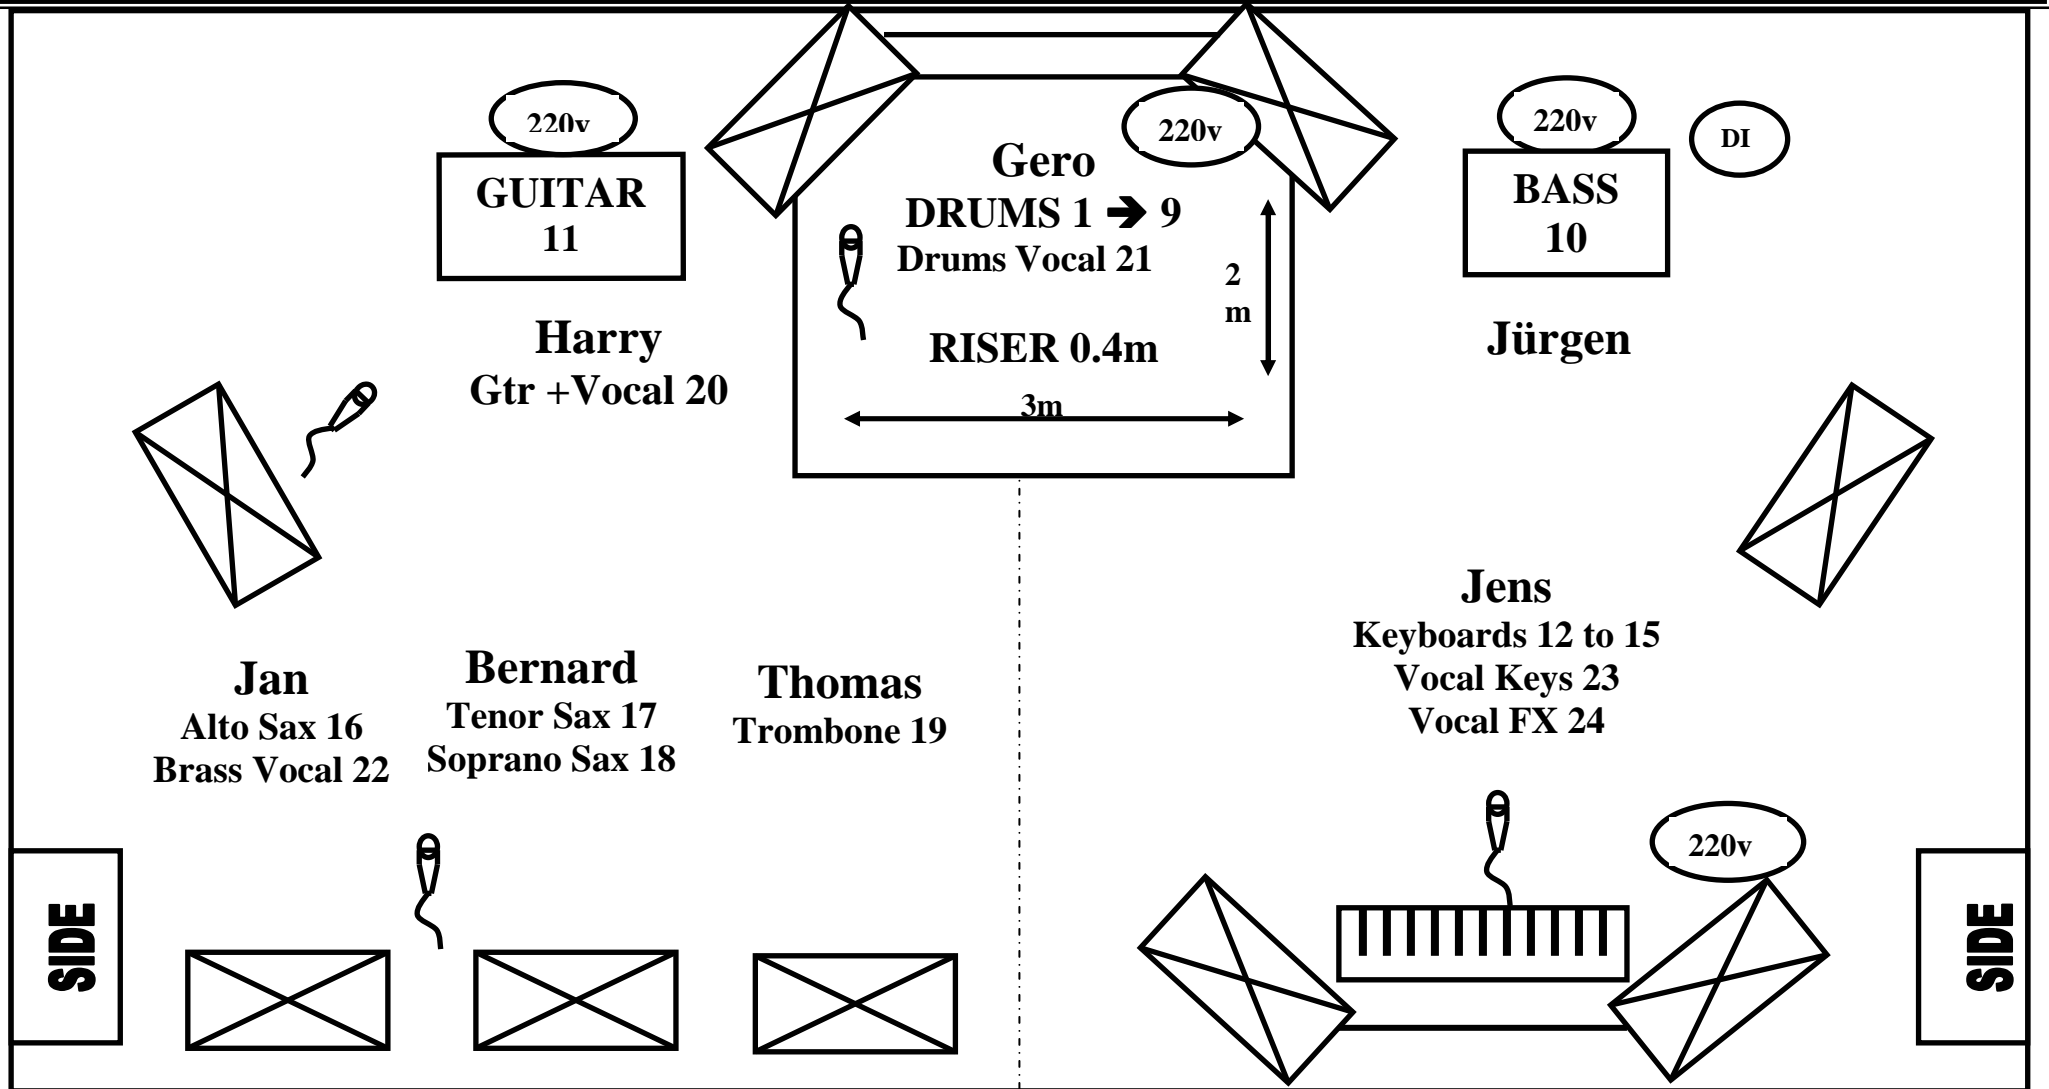 220v
GUITAR
11
Harry
Gtr +Vocal 20
220v
Gero
DRUMS 1 ➔ 9
Drums Vocal 21
2
m
RISER 0.4m
3m
220v
DI
BASS
10
Jürgen
Jan
Alto Sax 16
Brass Vocal 22
Bernard
Tenor Sax 17
Soprano Sax 18
Thomas
Trombone 19
Jens
Keyboards 12 to 15
Vocal Keys 23
Vocal FX 24
220v
SIDE
SIDE